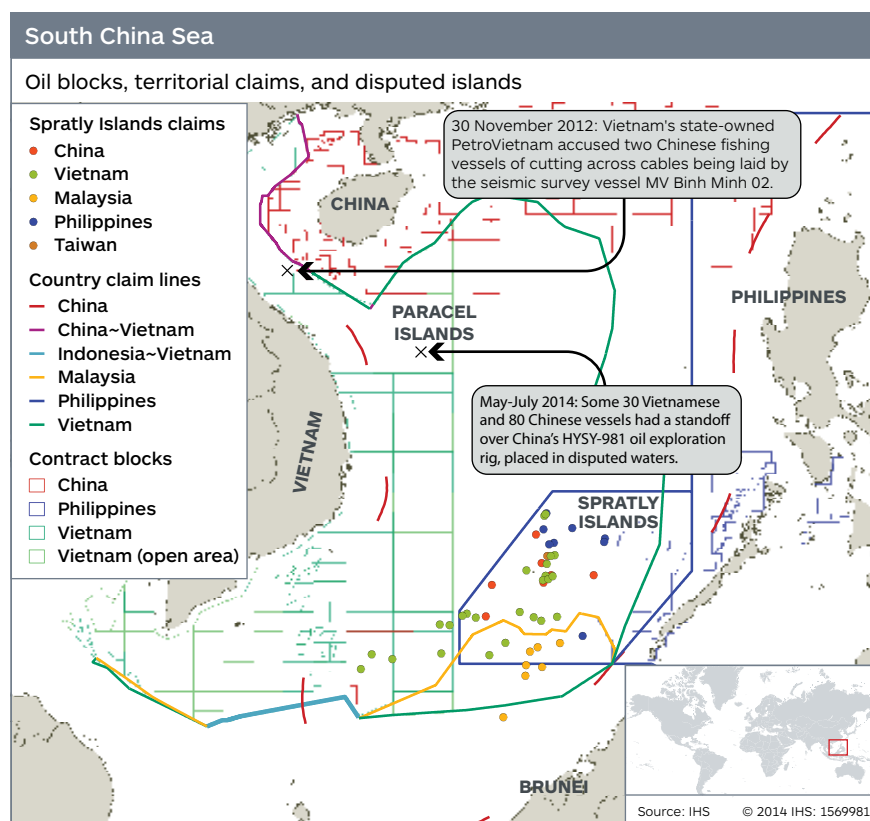 South China Sea
Oil blocks, territorial claims, and disputed islands
Spratly Islands claims
China
Vietnam
Malaysia
Philippines
Taiwan
Country claim lines
China
China~Vietnam
Indonesia~Vietnam
Malaysia
Philippines
Vietnam
Contract blocks
China
Philippines
Vietnam
Vietnam (open area)
30 November 2012: Vietnam's state-owned
PetroVietnam accused two Chinese fishing
vessels of cutting across cables being laid by
the seismic survey vessel MV Binh Minh 02.
CHINA
PHILIPPINES
PARACEL
ISLANDS
May-July 2014: Some 30 Vietnamese
and 80 Chinese vessels had a standoff
over China's HYSY-981 oil exploration
rig, placed in disputed waters.
VIETNAM
SPRATLY
ISLANDS
BRUNEI
Source: IHS © 2014 IHS: 1569981